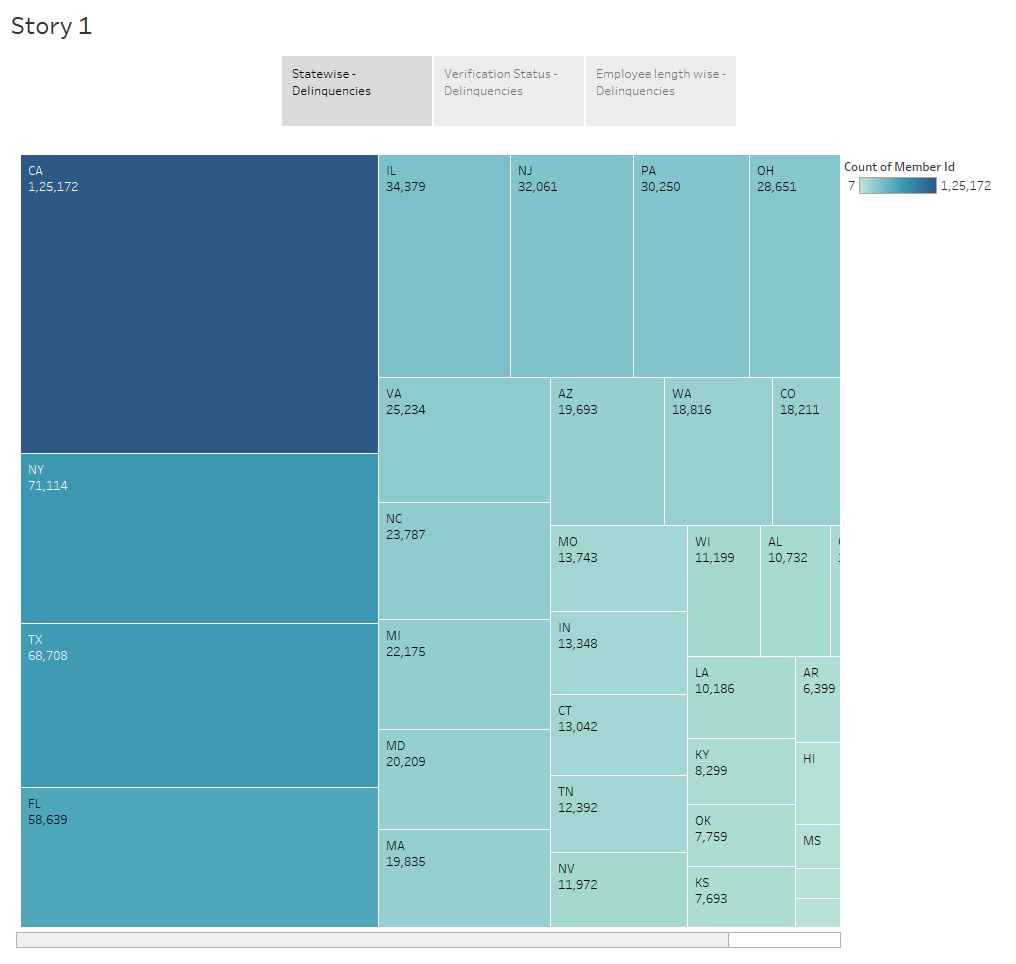 Story 1
Statewise -
Delinquencies
Verification Status -
Delinquencies
Employee length wise -
Delinquencies
CA
1,25,172
NY
71,114
TX
68,708
FL
58,639
IL
34,379
NJ
32,061
PA
30,250
OH
28,651
VA
25,234
NC
23,787
MI
22,175
MD
20,209
MA
19,835
AZ
19,693
WA
18,816
CO
18,211
MO
13,743
IN
13,348
CT
13,042
TN
12,392
NV
11,972
WI
11,199
AL
10,732
LA
10,186
KY
8,299
OK
7,759
KS
7,693
AR
6,399
HI
MS
Count of Member Id
7
1,25,172